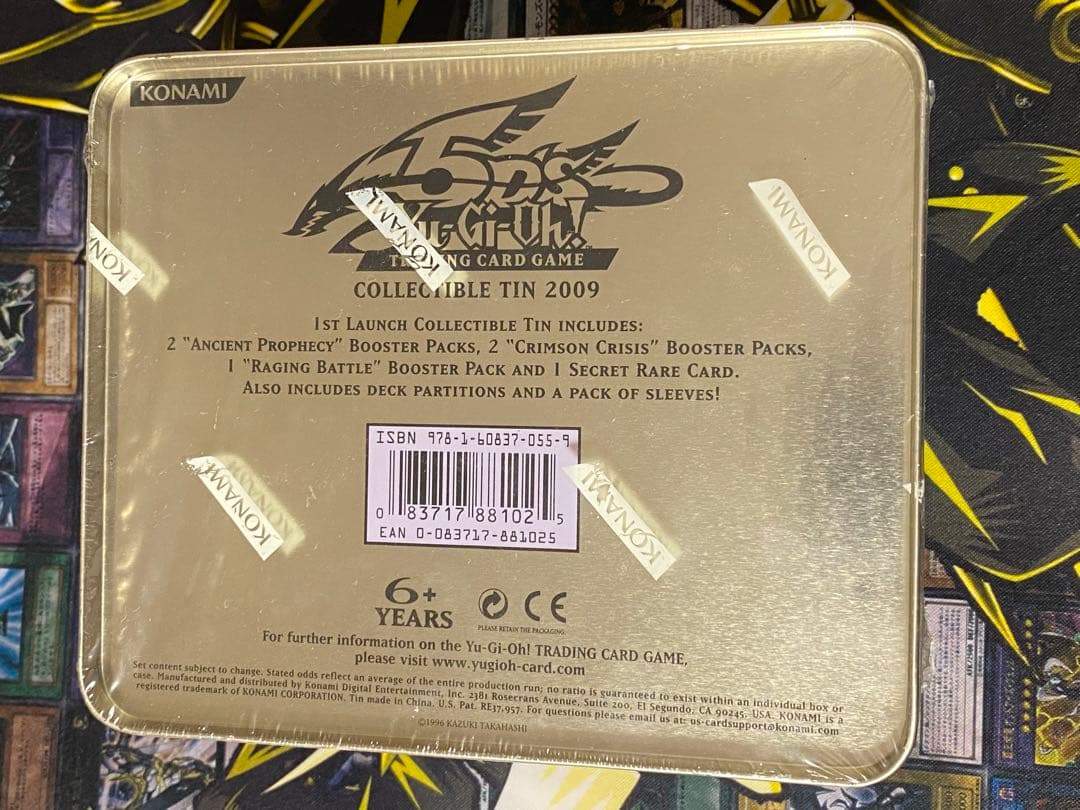 KONAMI
5D's
Yu-Gi-Oh!
KONAMI
KONAMI
KONAMI
CARD GAME
COLLECTIBLE TIN 2009
1ST LAUNCH COLLECTIBLE TIN INCLUDES:
2 "ANCIENT PROPHECY" BOOSTER PACKS, 2 "CRIMSON CRISIS" BOOSTER PACKS,
1 "RAGING BATTLE" BOOSTER PACK AND 1 SECRET RARE CARD.
ALSO INCLUDES DECK PARTITIONS AND A PACK OF SLEEVES!
ISBN 978-1-60837-055-9
0 83717 88102 5
EAN 0-083717-881025
KONAMI
KONAMI
6+
YEARS
PLEASE RETAIN THE PACKAGING
CE
For further information on the Yu-Gi-Oh! TRADING CARD GAME,
please visit www.yugioh-card.com
Set content subject to change. Stated odds reflect an average of the entire production run; no ratio is guaranteed to exist within an individual box or
case. Manufactured and distributed by Konami Digital Entertainment, Inc. 2381 Rosecrans Avenue, Suite 200, El Segundo, CA 90245, USA. KONAMI is a
registered trademark of KONAMI CORPORATION. Tin made in China. U.S. Pat. RE37,957. For questions please email us at: us-cardsupport@konami.com
©1996 KAZUKI TAKAHASHI